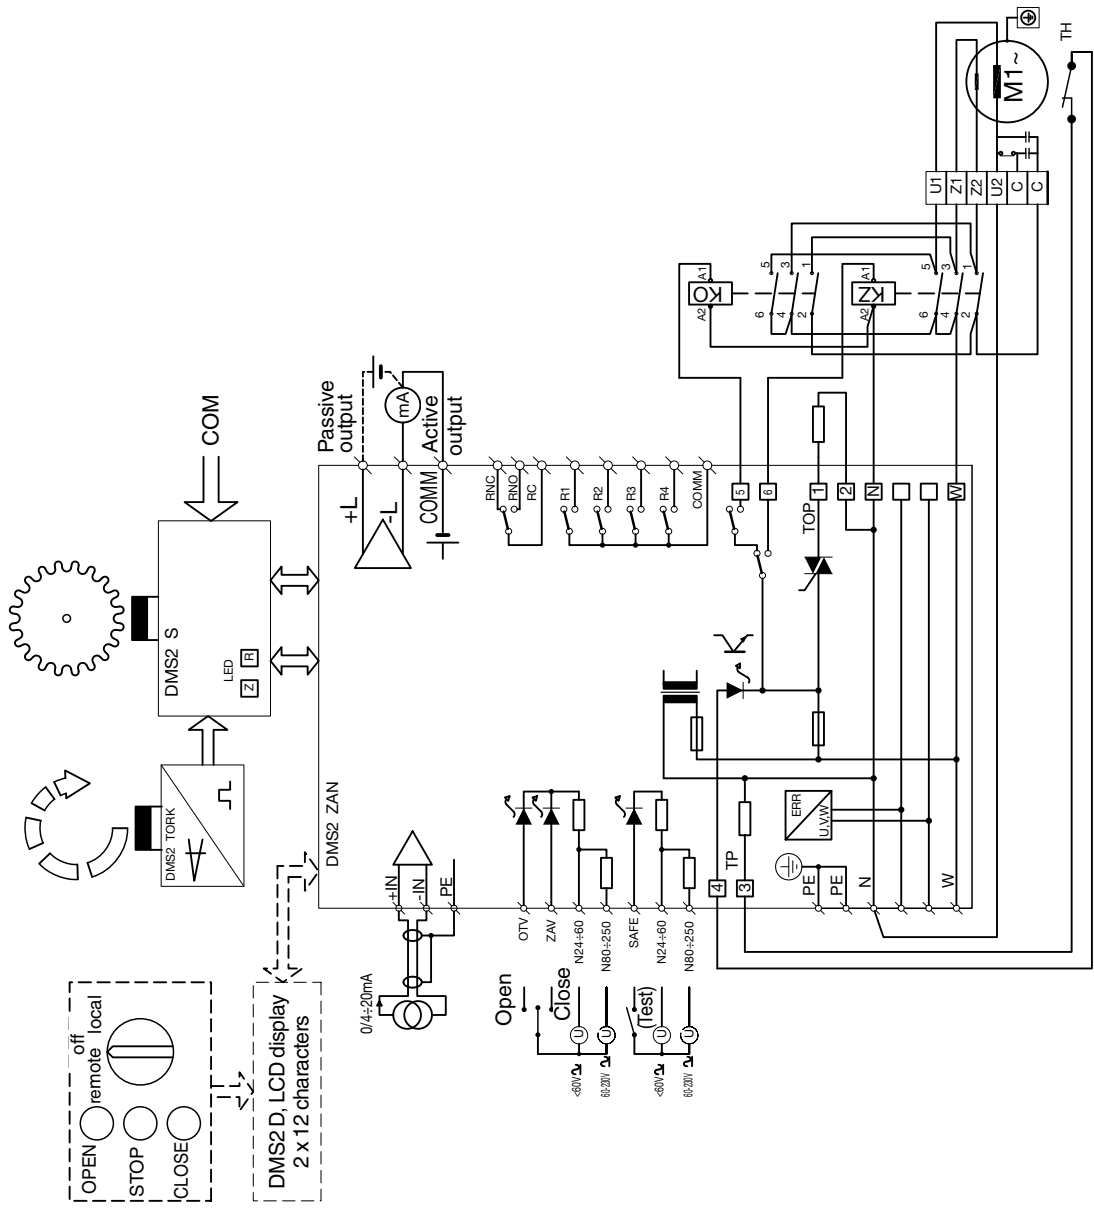 OPEN
STOP
CLOSE
off
remote
local
DMS2 D, LCD display
2 x 12 characters
DMS2 TORK
DMS2 S
LED
Z
R
COM
DMS2 ZAN
0/4÷20mA
+IN
-IN
PE
Passive
output
+L
-L
mA
Active
output
COMM
RNC
RNO
RC
R1
R2
R3
R4
COMM
Open
Close
OTV
ZAV
N24÷60
N80÷250
U
U
<60V
60-230V
SAFE
N24÷60
N80÷250
(Test)
U
U
<60V
60-230V
4
3
TP
PE
PE
N
W
ERR
U,V,W
5
6
1
2
N
W
TOP
KO
A1
A2
5
3
1
6
4
2
KZ
A1
A2
5
3
1
6
4
2
U1
Z1
Z2
U2
C
C
M1~
TH